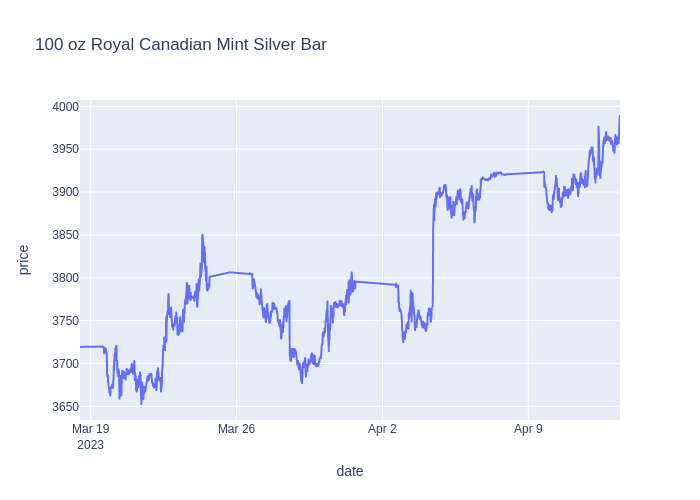 100 oz Royal Canadian Mint Silver Bar
4000
3950
3900
3850
3800
3750
3700
3650
price
Mar 19
2023
Mar 26
Apr 2
Apr 9
date